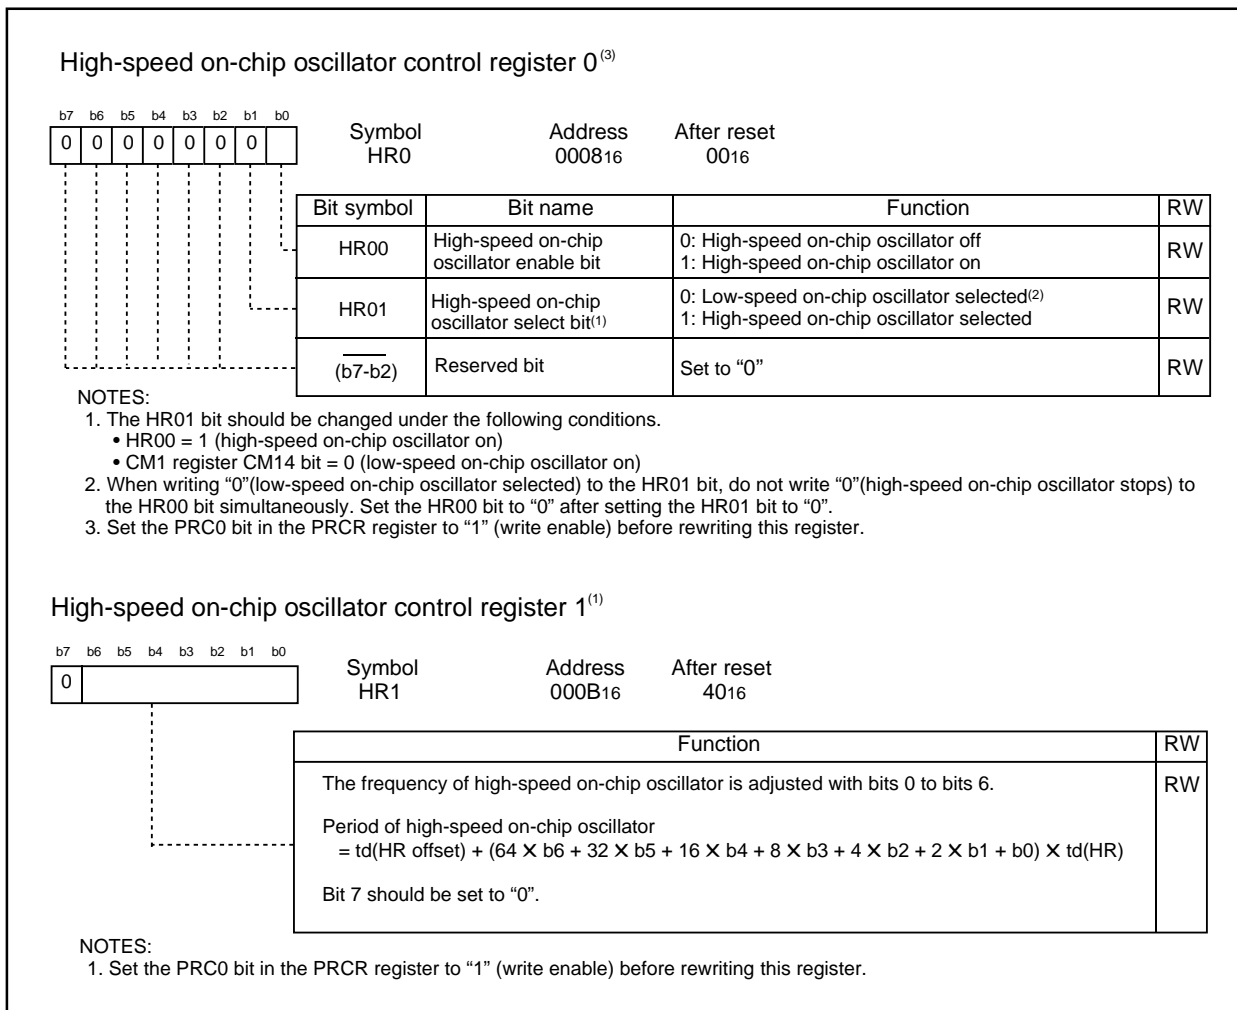 High-speed on-chip oscillator control register 0(3)
b7 b6 b5 b4 b3 b2 b1 b0
0 0 0 0 0 0 0
Symbol Address After reset
HR0 000816 0016
Bit symbol Bit name Function RW
HR00 High-speed on-chip oscillator enable bit 0: High-speed on-chip oscillator off RW
1: High-speed on-chip oscillator on
HR01 High-speed on-chip oscillator select bit(1) 0: Low-speed on-chip oscillator selected(2) RW
1: High-speed on-chip oscillator selected
(b7-b2) Reserved bit Set to “0” RW
NOTES:
1. The HR01 bit should be changed under the following conditions.
• HR00 = 1 (high-speed on-chip oscillator on)
• CM1 register CM14 bit = 0 (low-speed on-chip oscillator on)
2. When writing “0”(low-speed on-chip oscillator selected) to the HR01 bit, do not write “0”(high-speed on-chip oscillator stops) to
the HR00 bit simultaneously. Set the HR00 bit to “0” after setting the HR01 bit to “0”.
3. Set the PRC0 bit in the PRCR register to “1” (write enable) before rewriting this register.
High-speed on-chip oscillator control register 1(1)
b7 b6 b5 b4 b3 b2 b1 b0
0
Symbol Address After reset
HR1 000B16 4016
Function RW
The frequency of high-speed on-chip oscillator is adjusted with bits 0 to bits 6. RW
Period of high-speed on-chip oscillator
= td(HR offset) + (64 X b6 + 32 X b5 + 16 X b4 + 8 X b3 + 4 X b2 + 2 X b1 + b0) X td(HR)
Bit 7 should be set to “0”.
NOTES:
1. Set the PRC0 bit in the PRCR register to “1” (write enable) before rewriting this register.